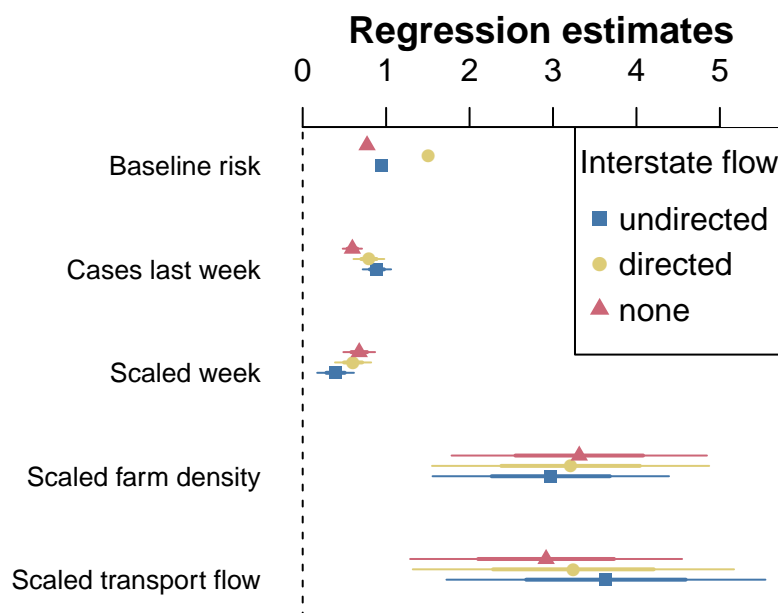 Regression estimates
0 1 2 3 4 5
Baseline risk
Interstate flow
undirected
Cases last week
directed
none
Scaled week
Scaled farm density
Scaled transport flow